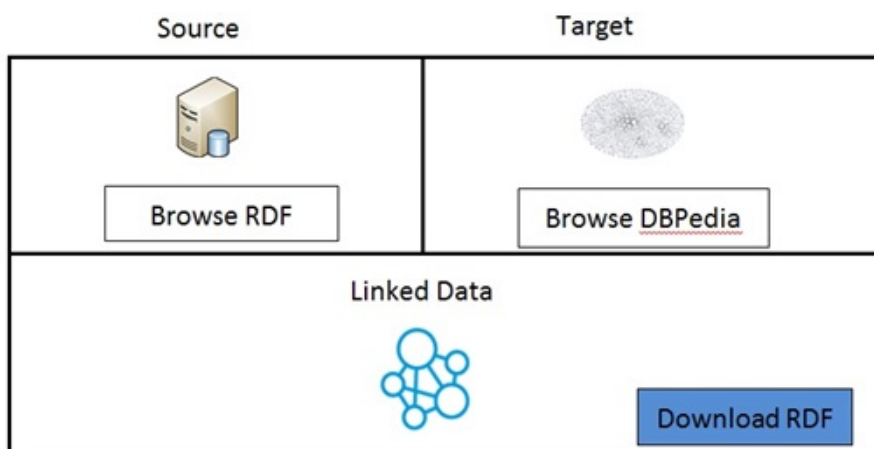 Source
Target
Browse RDF
Browse DBPedia
Linked Data
Download RDF